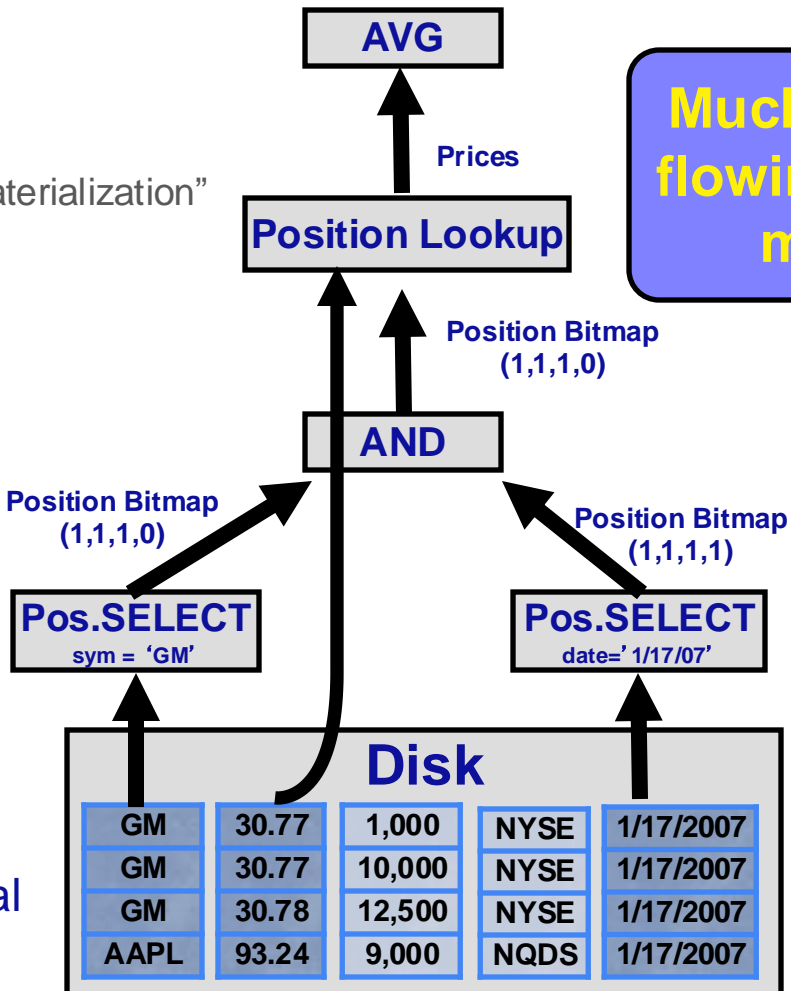 AVG
Much
flowin
m
Prices
aterialization”
Position Lookup
Position Bitmap
(1,1,1,0)
AND
Position Bitmap
(1,1,1,0)
Position Bitmap
(1,1,1,1)
Pos.SELECT
sym = ‘GM’
Pos.SELECT
date=’1/17/07’
Disk
GM 30.77 1,000 NYSE 1/17/2007
GM 30.77 10,000 NYSE 1/17/2007
GM 30.78 12,500 NYSE 1/17/2007
al
AAPL 93.24 9,000 NQDS 1/17/2007